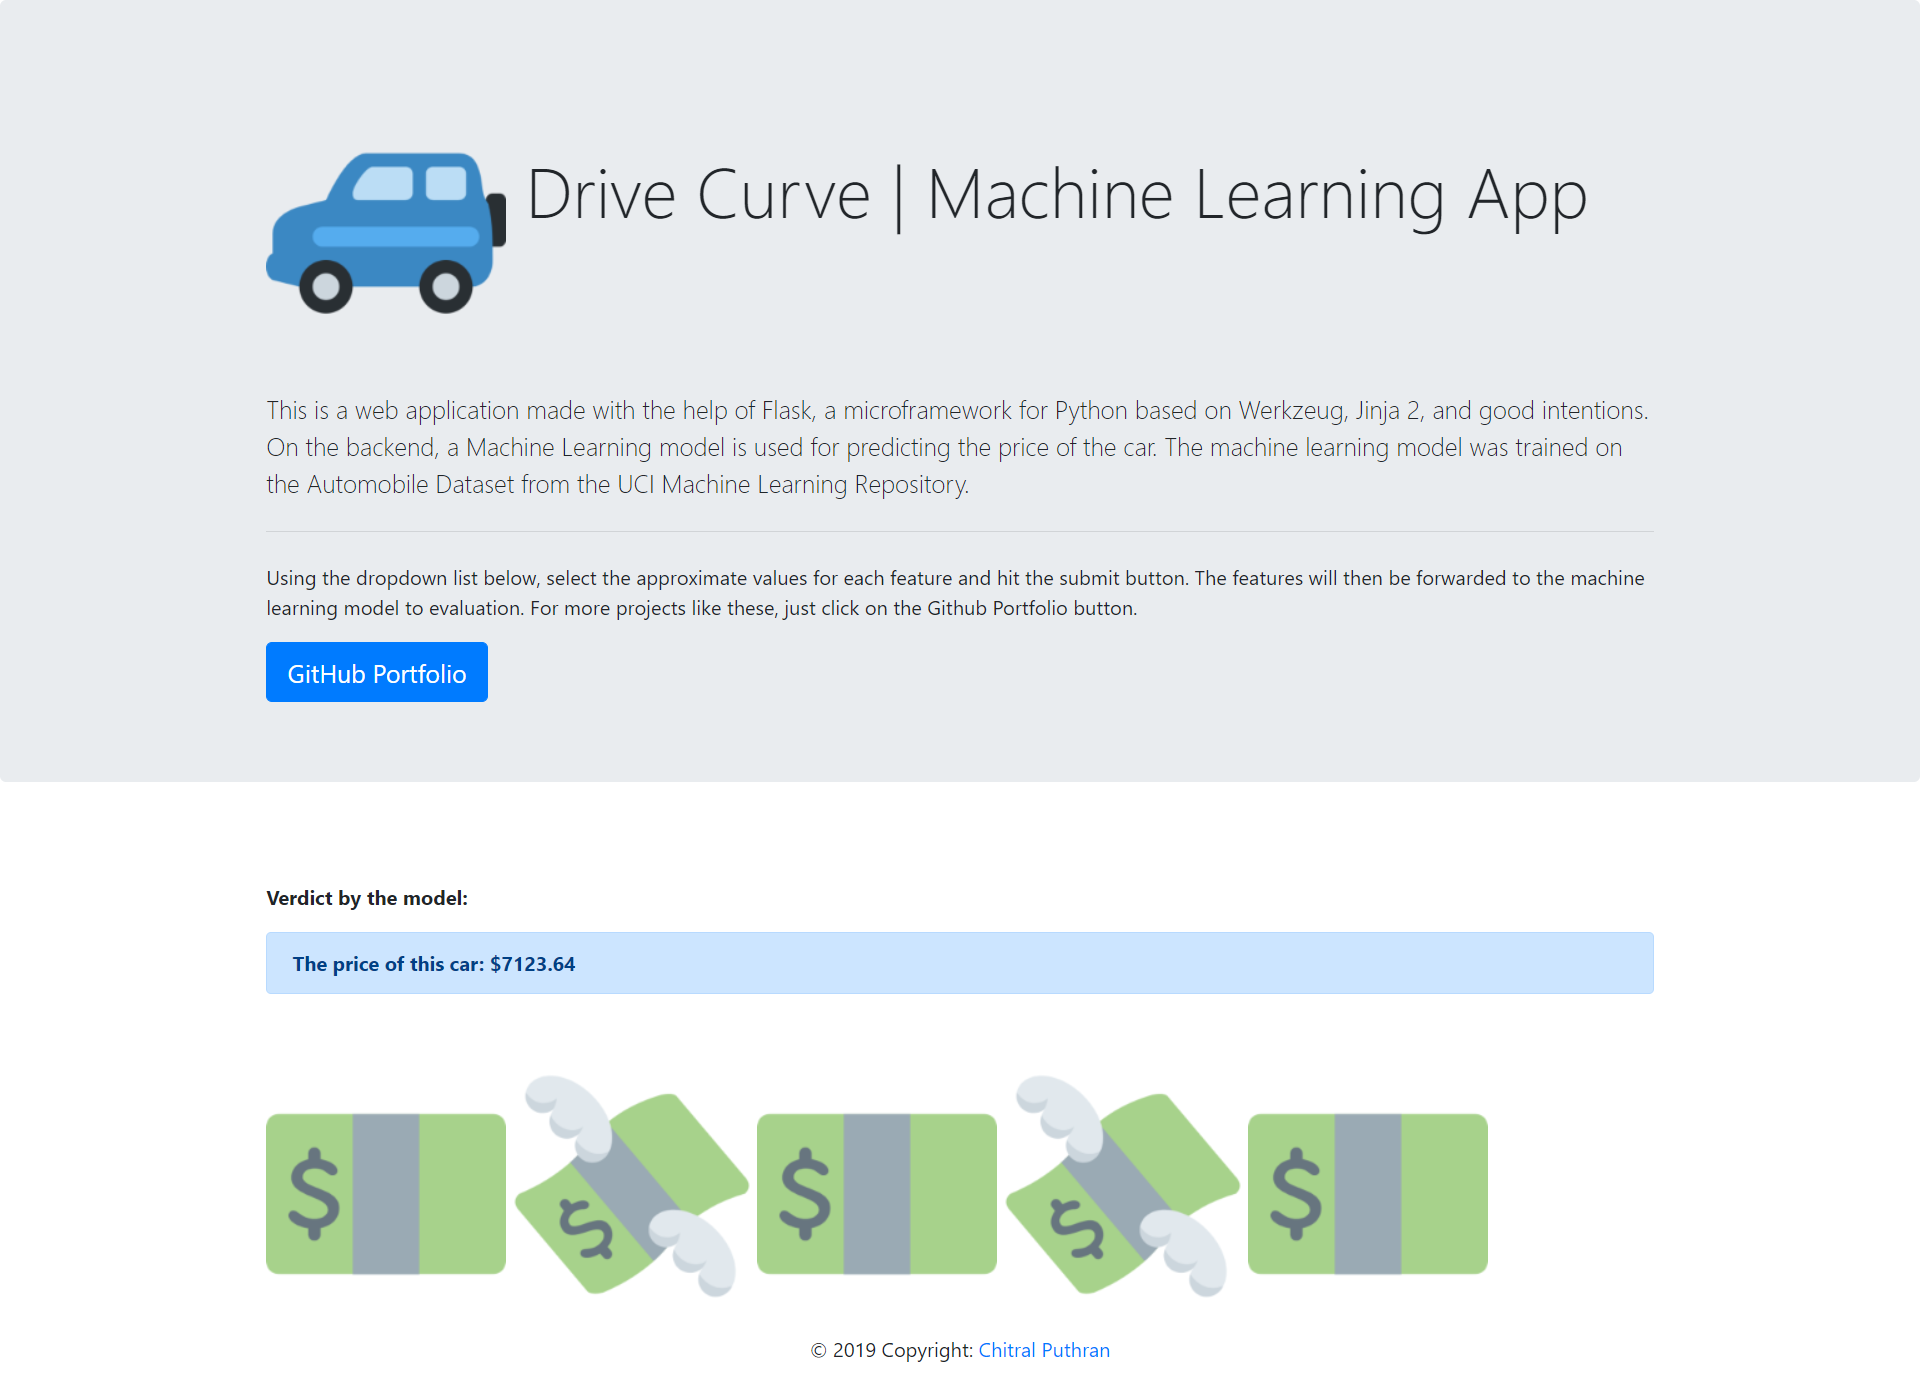 Drive Curve | Machine Learning App
This is a web application made with the help of Flask, a microframework for Python based on Werkzeug, Jinja 2, and good intentions.
On the backend, a Machine Learning model is used for predicting the price of the car. The machine learning model was trained on
the Automobile Dataset from the UCI Machine Learning Repository.
Using the dropdown list below, select the approximate values for each feature and hit the submit button. The features will then be forwarded to the machine
learning model to evaluation. For more projects like these, just click on the Github Portfolio button.
GitHub Portfolio
Verdict by the model:
The price of this car: $7123.64
$ $ $ $ $
© 2019 Copyright: Chitral Puthran